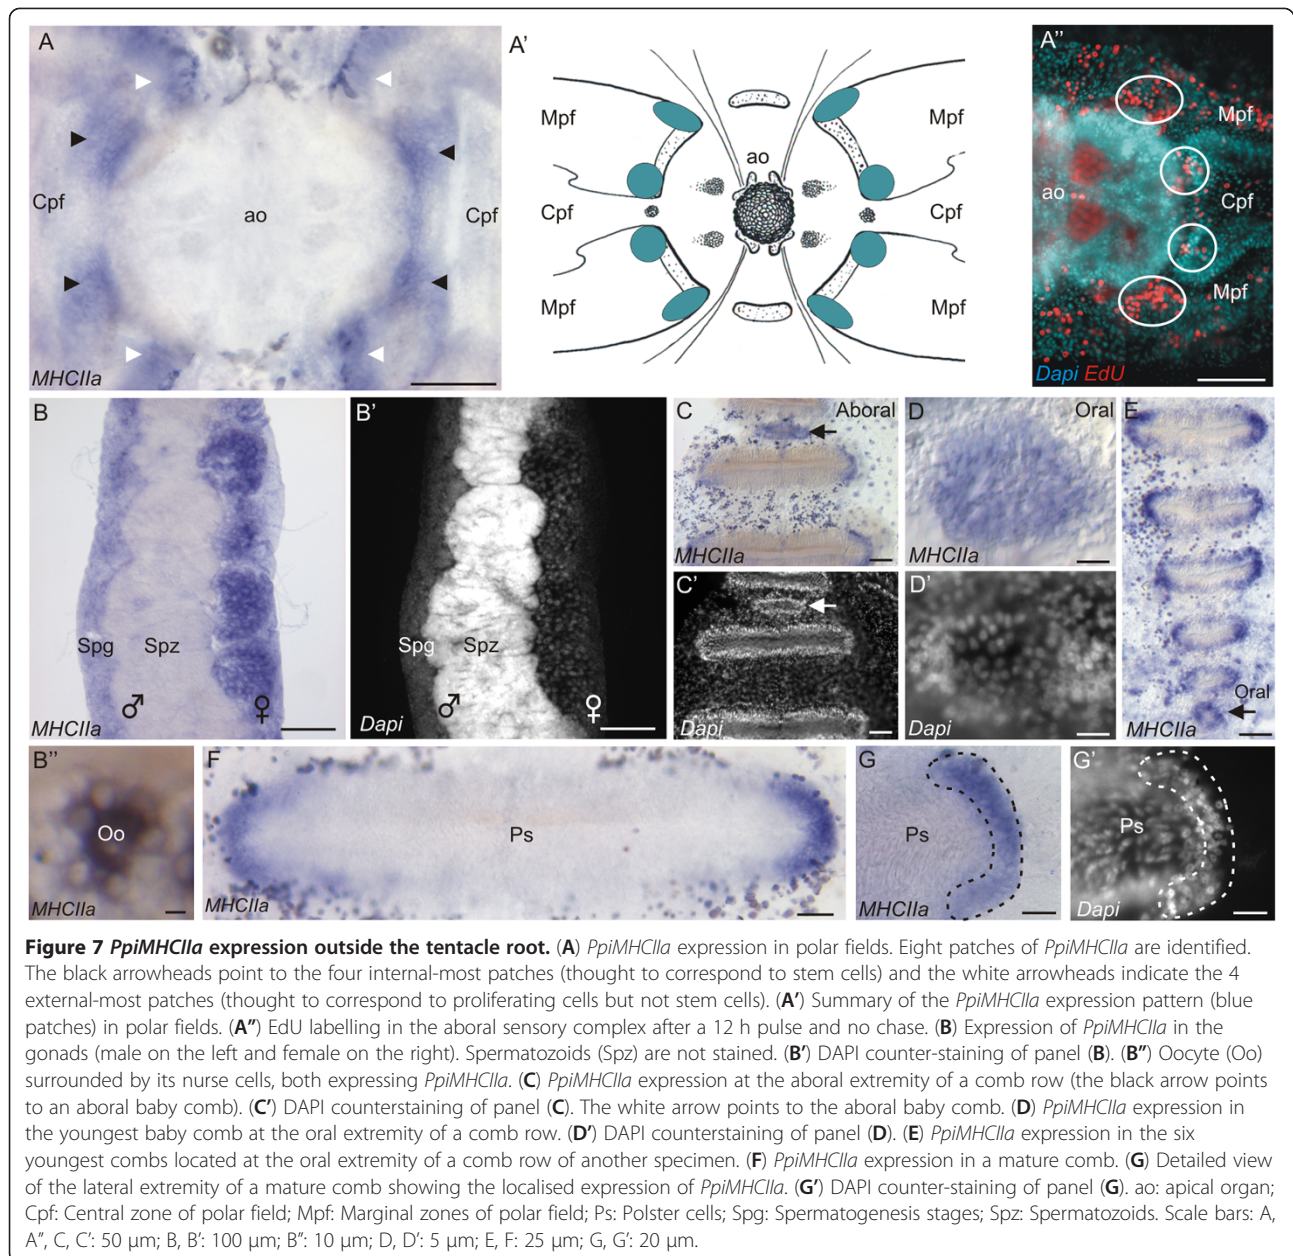 A
Cpf
ao
Cpf
MHCIIa
A'
Mpf
Mpf
ao
Cpf
Cpf
Mpf
Mpf
A''
Mpf
ao
Cpf
Mpf
Dapi EdU
B
Spg
Spz
♂
♀
MHCIIa
B'
Spg
Spz
♂
♀
Dapi
C
Aboral
MHCIIa
D
Oral
MHCIIa
E
Oral
MHCIIa
C'
Dapi
D'
Dapi
B''
Oo
MHCIIa
F
Ps
MHCIIa
G
Ps
MHCIIa
G'
Ps
Dapi
Figure 7 PpiMHCIIa expression outside the tentacle root. (A) PpiMHCIIa expression in polar fields. Eight patches of PpiMHCIIa are identified.
The black arrowheads point to the four internal-most patches (thought to correspond to stem cells) and the white arrowheads indicate the 4
external-most patches (thought to correspond to proliferating cells but not stem cells). (A′) Summary of the PpiMHCIIa expression pattern (blue
patches) in polar fields. (A″) EdU labelling in the aboral sensory complex after a 12 h pulse and no chase. (B) Expression of PpiMHCIIa in the
gonads (male on the left and female on the right). Spermatozoids (Spz) are not stained. (B′) DAPI counter-staining of panel (B). (B″) Oocyte (Oo)
surrounded by its nurse cells, both expressing PpiMHCIIa. (C) PpiMHCIIa expression at the aboral extremity of a comb row (the black arrow points
to an aboral baby comb). (C′) DAPI counterstaining of panel (C). The white arrow points to the aboral baby comb. (D) PpiMHCIIa expression in
the youngest baby comb at the oral extremity of a comb row. (D′) DAPI counterstaining of panel (D). (E) PpiMHCIIa expression in the six
youngest combs located at the oral extremity of a comb row of another specimen. (F) PpiMHCIIa expression in a mature comb. (G) Detailed view
of the lateral extremity of a mature comb showing the localised expression of PpiMHCIIa. (G′) DAPI counter-staining of panel (G). ao: apical organ;
Cpf: Central zone of polar field; Mpf: Marginal zones of polar field; Ps: Polster cells; Spg: Spermatogenesis stages; Spz: Spermatozoids. Scale bars: A,
A″, C, C′: 50 μm; B, B′: 100 μm; B″: 10 μm; D, D′: 5 μm; E, F: 25 μm; G, G′: 20 μm.